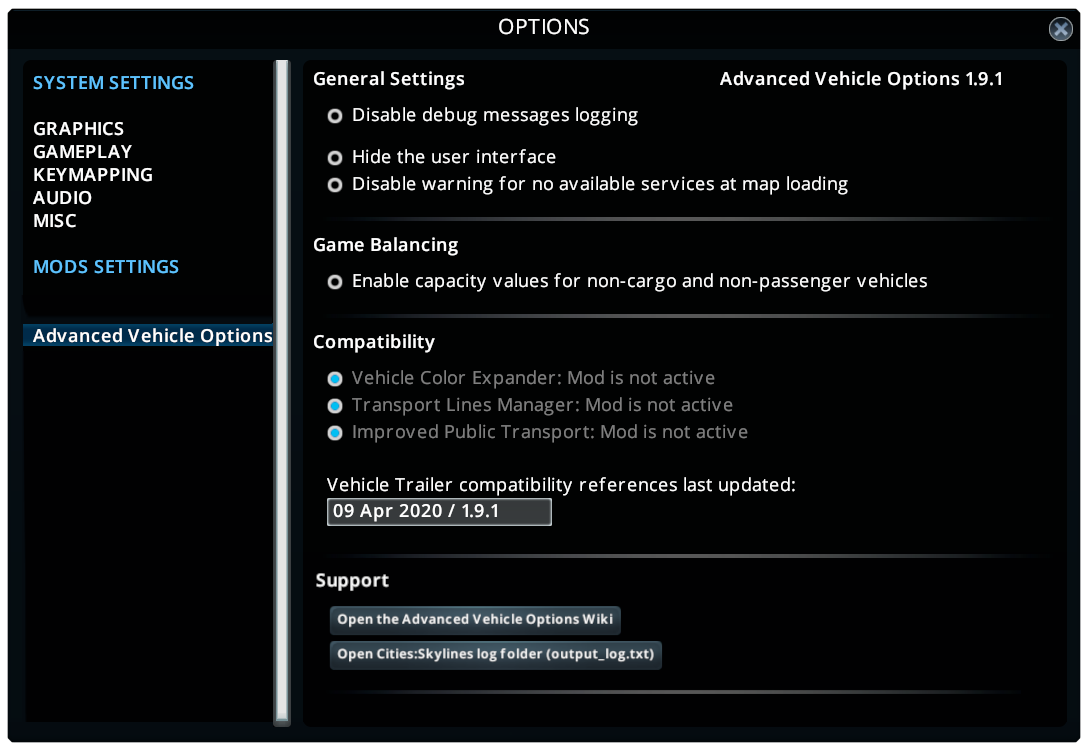 OPTIONS
SYSTEM SETTINGS
GRAPHICS
GAMEPLAY
KEYMAPPING
AUDIO
MISC
MODS SETTINGS
Advanced Vehicle Options
General Settings
Advanced Vehicle Options 1.9.1
Disable debug messages logging
Hide the user interface
Disable warning for no available services at map loading
Game Balancing
Enable capacity values for non-cargo and non-passenger vehicles
Compatibility
Vehicle Color Expander: Mod is not active
Transport Lines Manager: Mod is not active
Improved Public Transport: Mod is not active
Vehicle Trailer compatibility references last updated:
09 Apr 2020 / 1.9.1
Support
Open the Advanced Vehicle Options Wiki
Open Cities:Skylines log folder (output_log.txt)